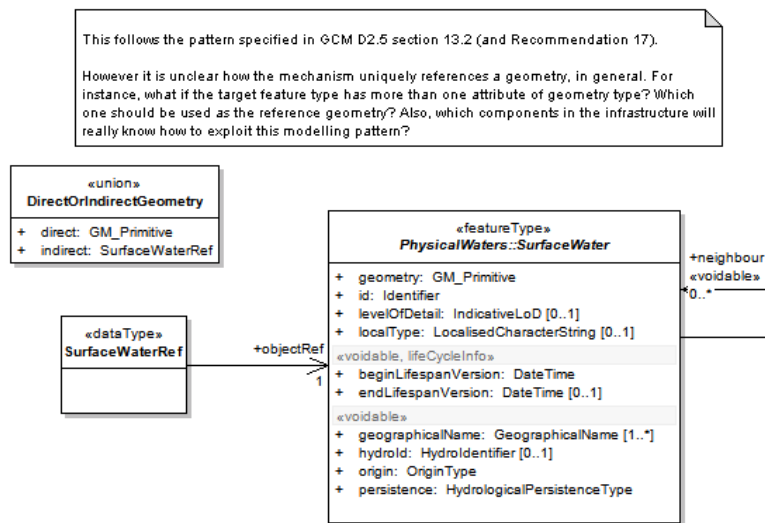 This follows the pattern specified in GCM D2.5 section 13.2 (and Recommendation 17).
However it is unclear how the mechanism uniquely references a geometry, in general. For
instance, what if the target feature type has more than one attribute of geometry type? Which
one should be used as the reference geometry? Also, which components in the infrastructure will
really know how to exploit this modelling pattern?
«union»
DirectOrIndirectGeometry
+ direct: GM_Primitive
+ indirect: SurfaceWaterRef
«featureType»
PhysicalWaters::SurfaceWater
+ geometry: GM_Primitive
+ id: Identifier
+ levelOfDetail: IndicativeLoD [0..1]
+ localType: LocalisedCharacterString [0..1]
«voidable, lifeCycleInfo»
+ beginLifespanVersion: DateTime
+ endLifespanVersion: DateTime [0..1]
«voidable»
+ geographicalName: GeographicalName [1..*]
+ hydroId: HydroIdentifier [0..1]
+ origin: OriginType
+ persistence: HydrologicalPersistenceType
+neighbour
«voidable»
0..*
«dataType»
SurfaceWaterRef
+objectRef
1